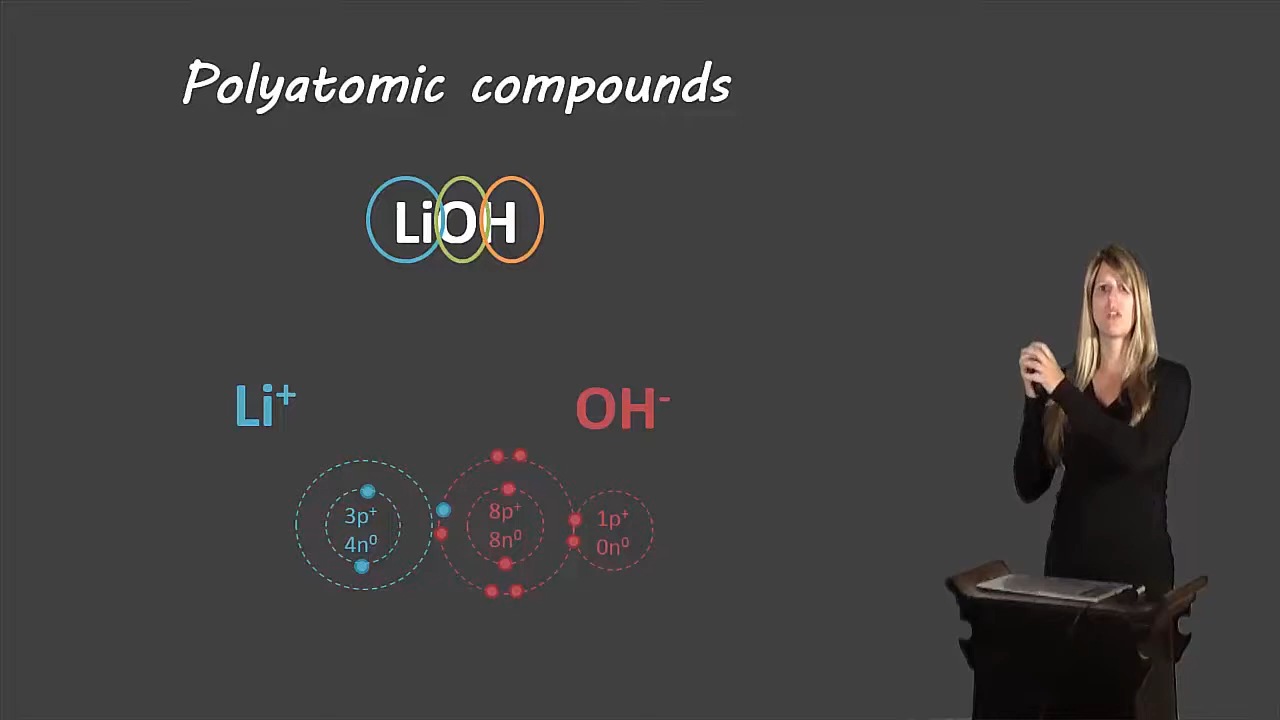 Polyatomic compounds
LiOH
Li⁺ OH⁻
3p⁺ 8p⁺ 1p⁺
4n⁰ 8n⁰ 0n⁰